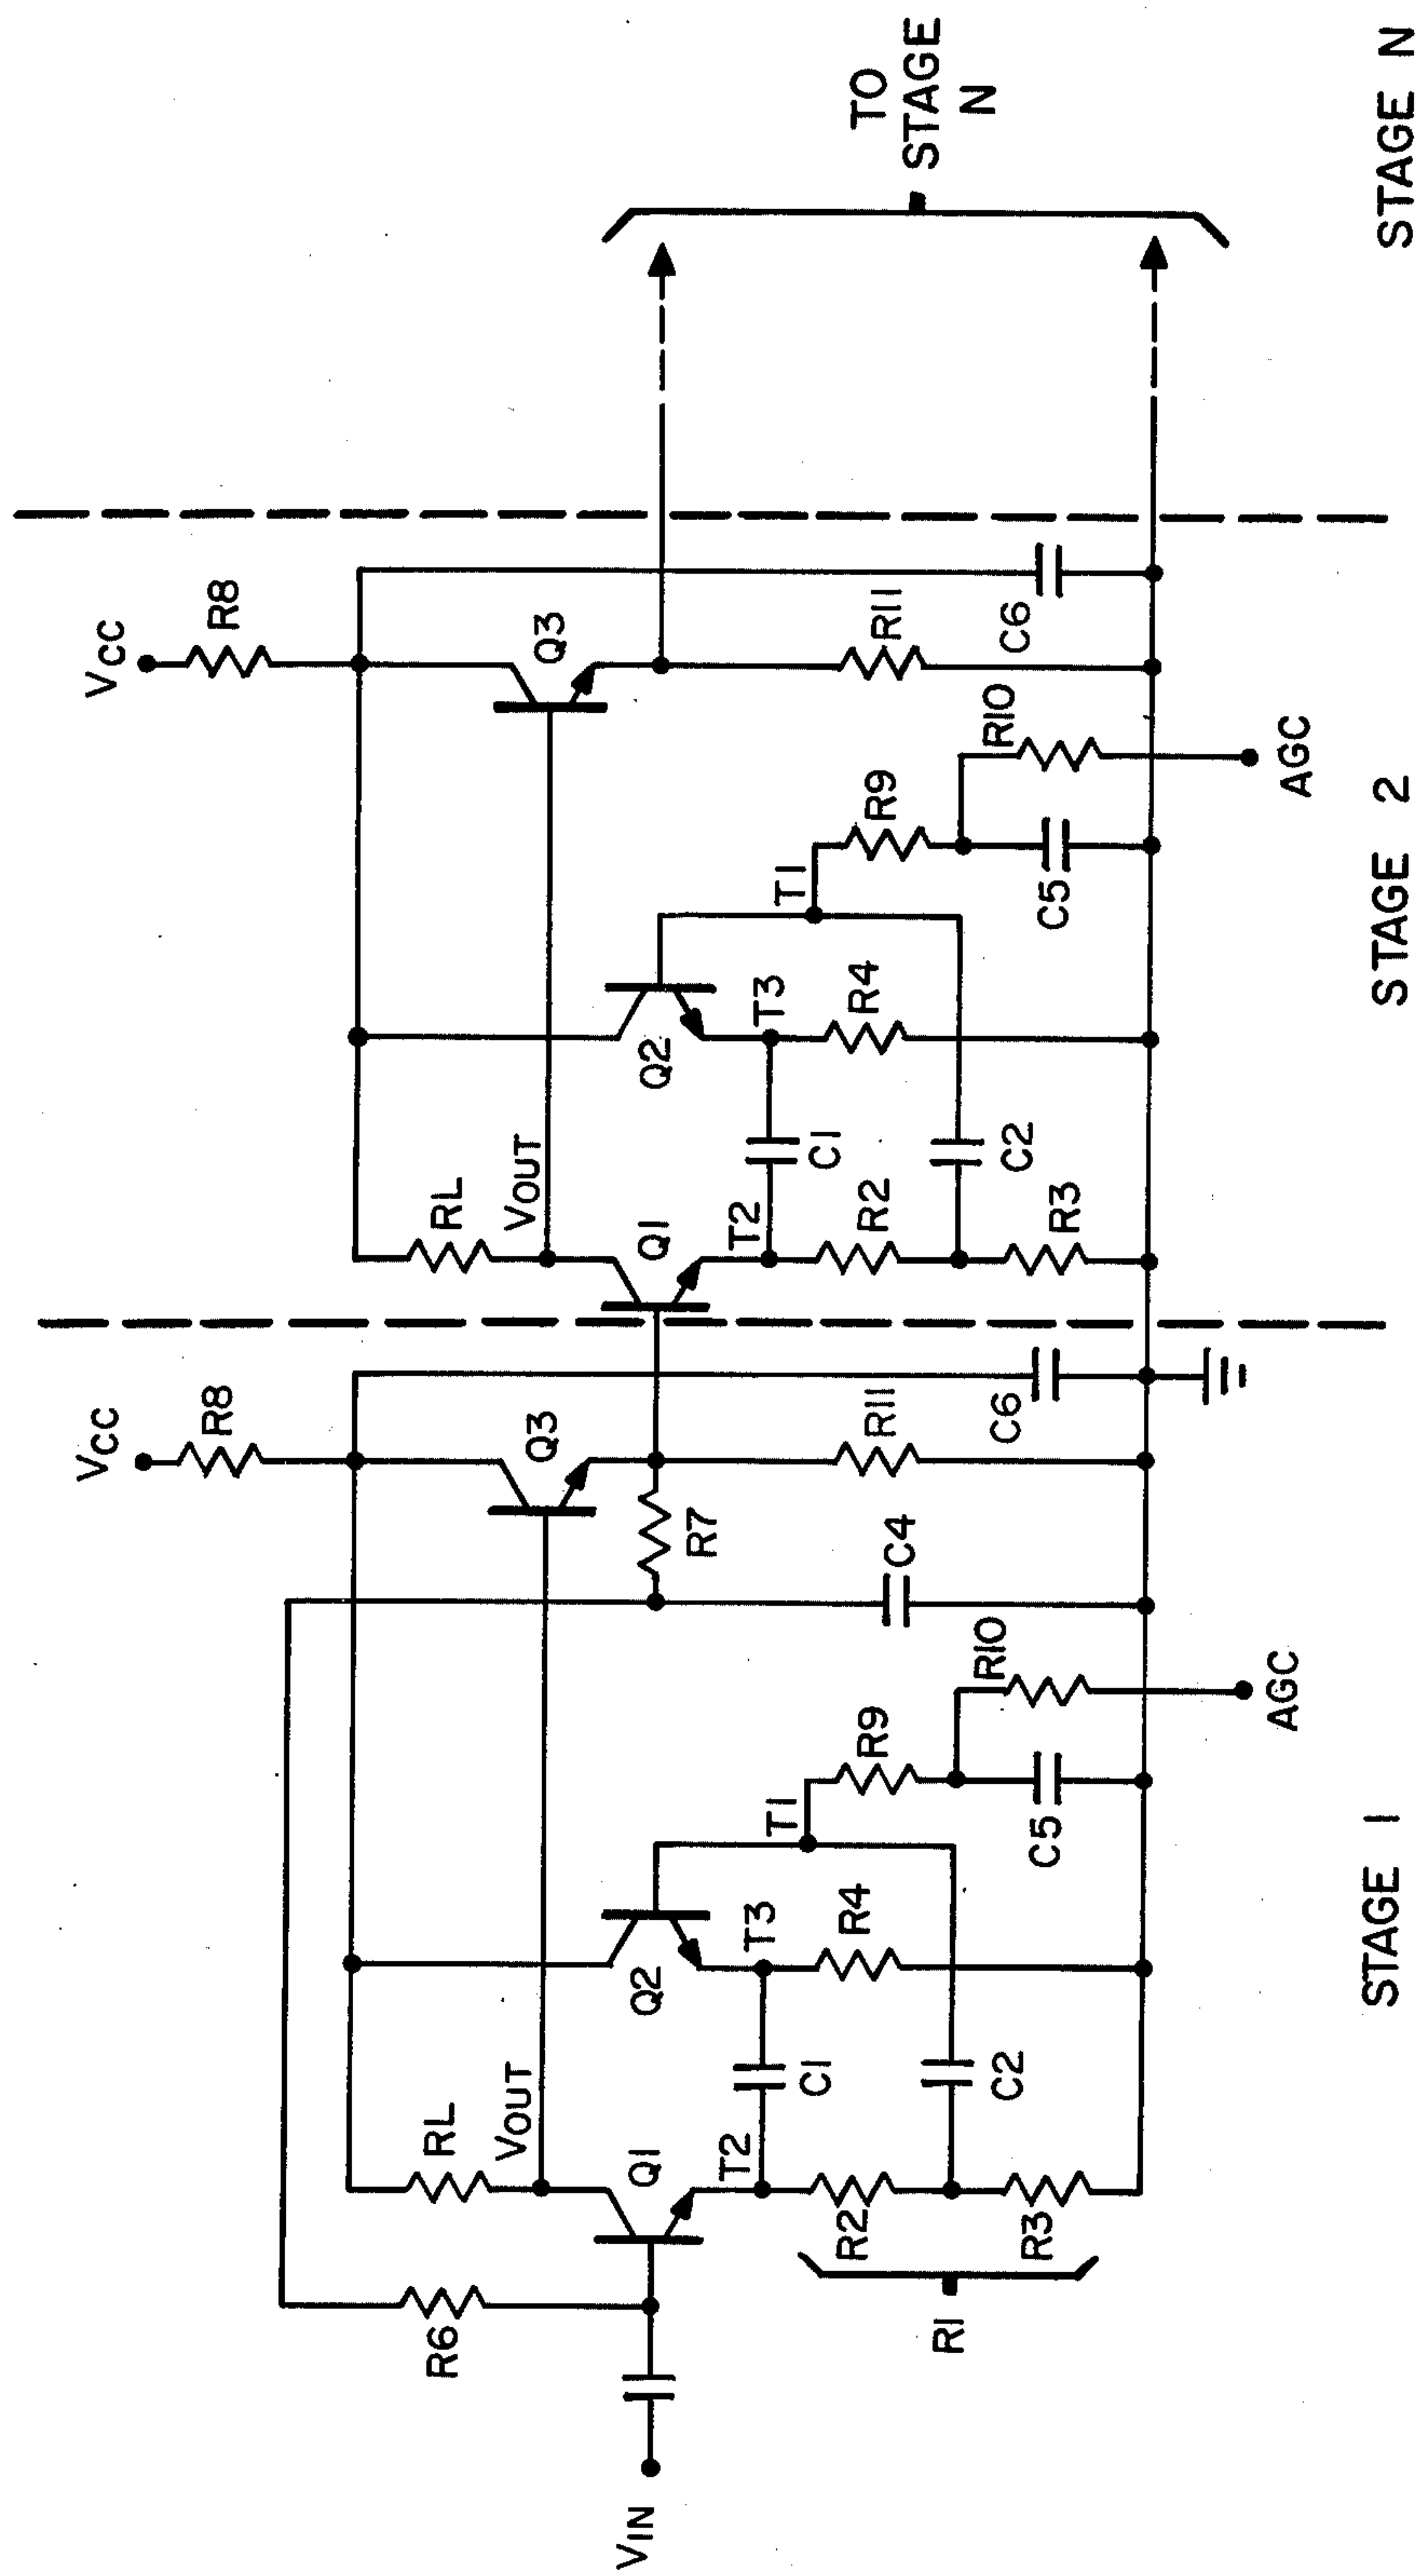 VCC
R8
VCC
R8
RL
VOUT
Q3
RL
VOUT
Q3
R6
Q1
Q2
R7
Q1
Q2
TO
STAGE
N
VIN
T2
T3
T1
T2
T3
T1
C1
C1
R1
R2
R4
R9
C4
R11
R2
R4
R9
R11
C2
R10
C2
R10
R3
C5
C6
R3
C5
C6
AGC
AGC
STAGE 1
STAGE 2
STAGE N